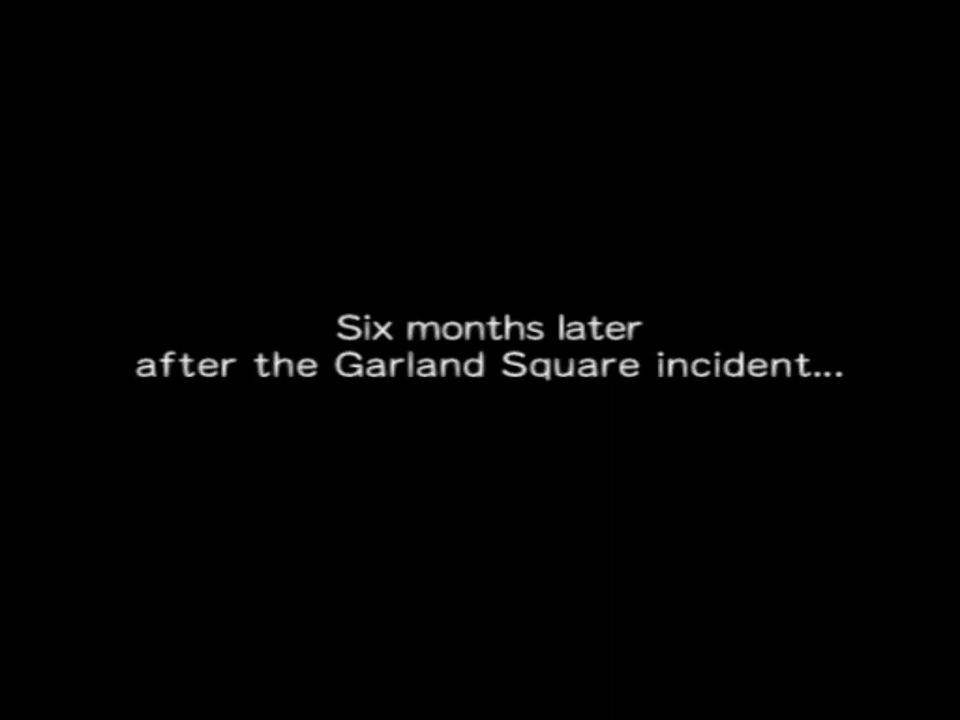 Six months later
after the Garland Square incident...